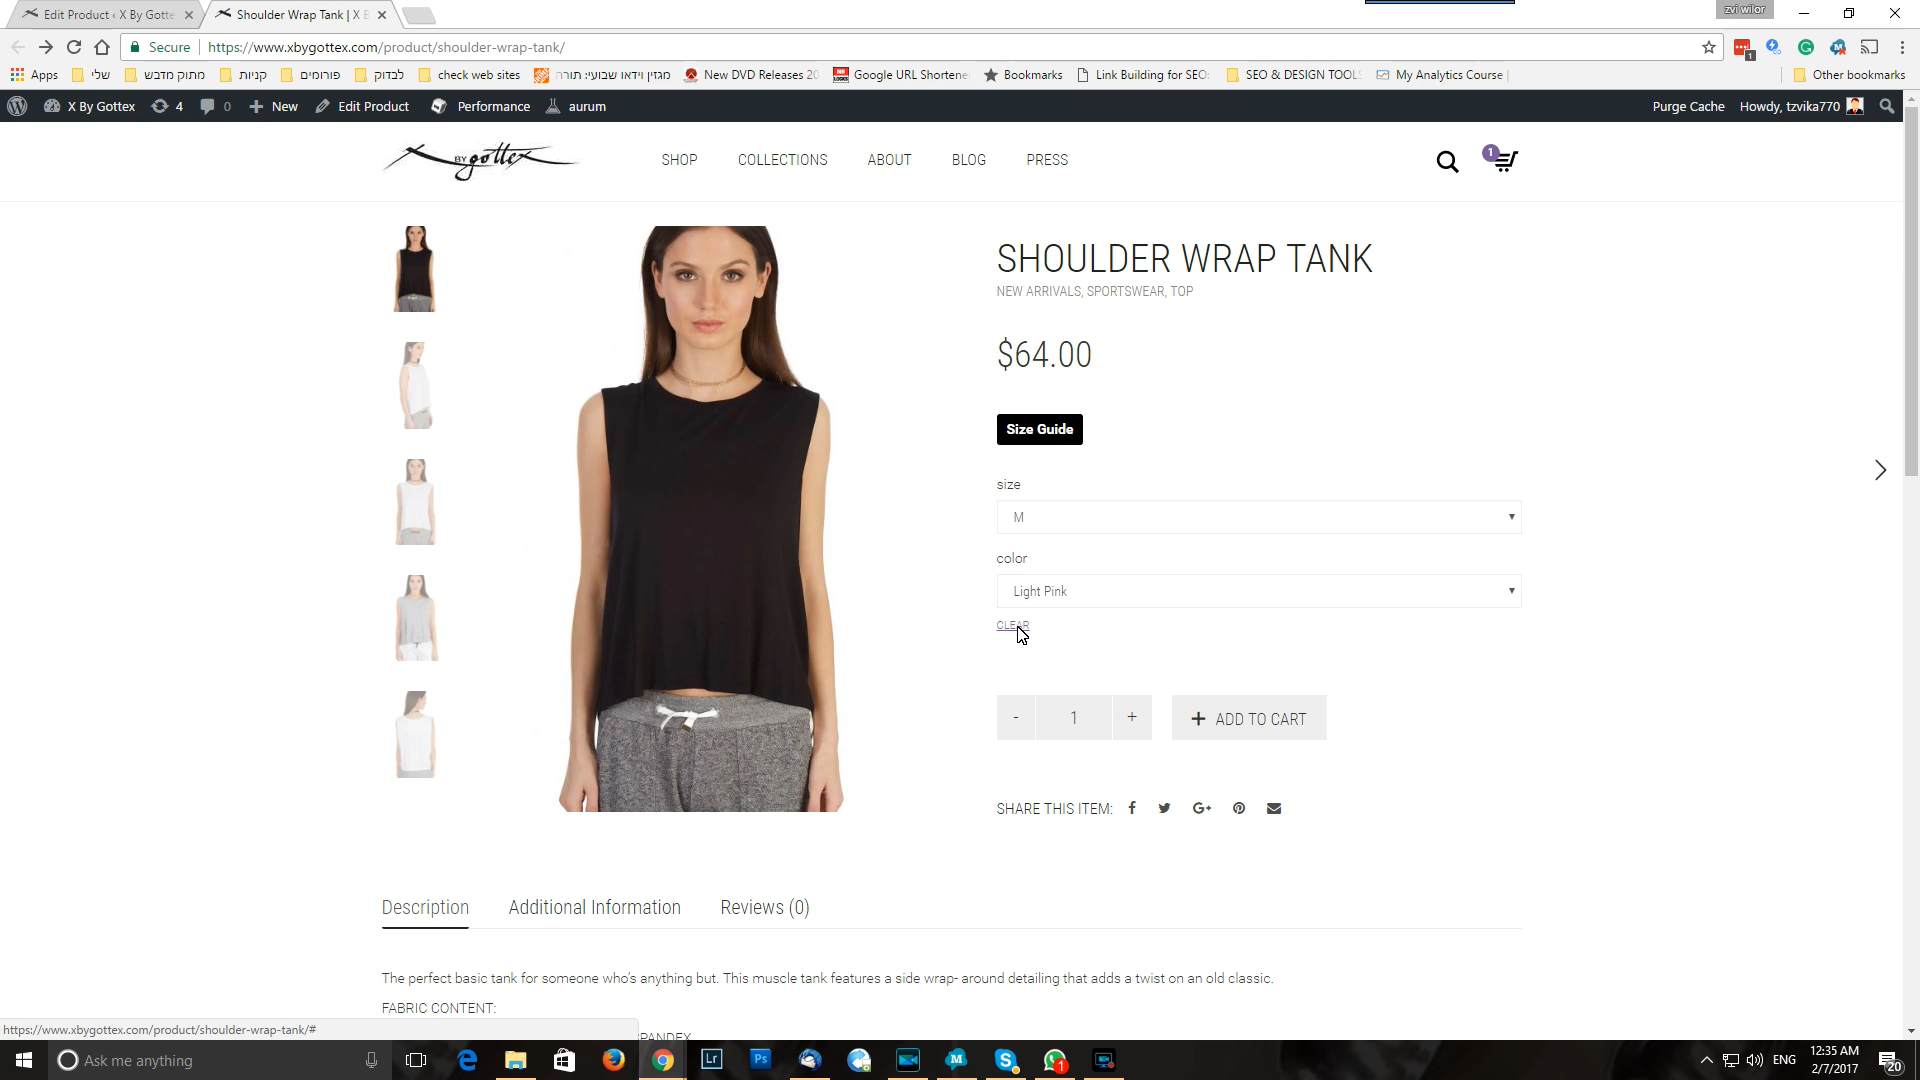 Edit Product ‹ X By Gotte
Shoulder Wrap Tank | X B
zvi wilor
Secure
https://www.xbygottex.com/product/shoulder-wrap-tank/
Apps
שלי
מתוק מדבש
קניות
פורומים
לבדוק
check web sites
מגזין וידאו שבועי: תורה
New DVD Releases 20
Google URL Shortene
Bookmarks
Link Building for SEO:
SEO & DESIGN TOOLS
My Analytics Course |
Other bookmarks
X By Gottex
4
0
New
Edit Product
Performance
aurum
Purge Cache
Howdy, tzvika770
X BY gottex
SHOP
COLLECTIONS
ABOUT
BLOG
PRESS
1
SHOULDER WRAP TANK
NEW ARRIVALS, SPORTSWEAR, TOP
$64.00
Size Guide
size
M
color
Light Pink
CLEAR
- 1 +
ADD TO CART
SHARE THIS ITEM:
Description
Additional Information
Reviews (0)
The perfect basic tank for someone who's anything but. This muscle tank features a side wrap- around detailing that adds a twist on an old classic.
FABRIC CONTENT:
https://www.xbygottex.com/product/shoulder-wrap-tank/#
Ask me anything
Lr
Ps
M
1
ENG
12:35 AM
2/7/2017
20